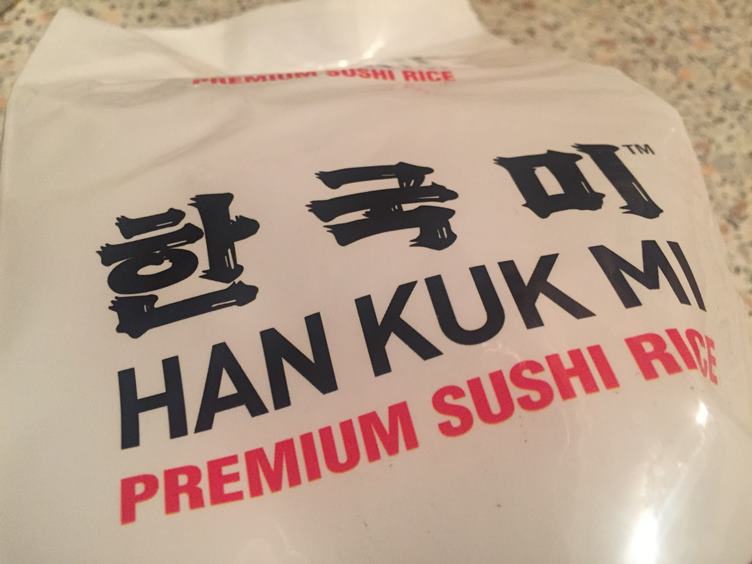 PREMIUM SUSHI RICE
한국미™
HAN KUK MI
PREMIUM SUSHI RICE